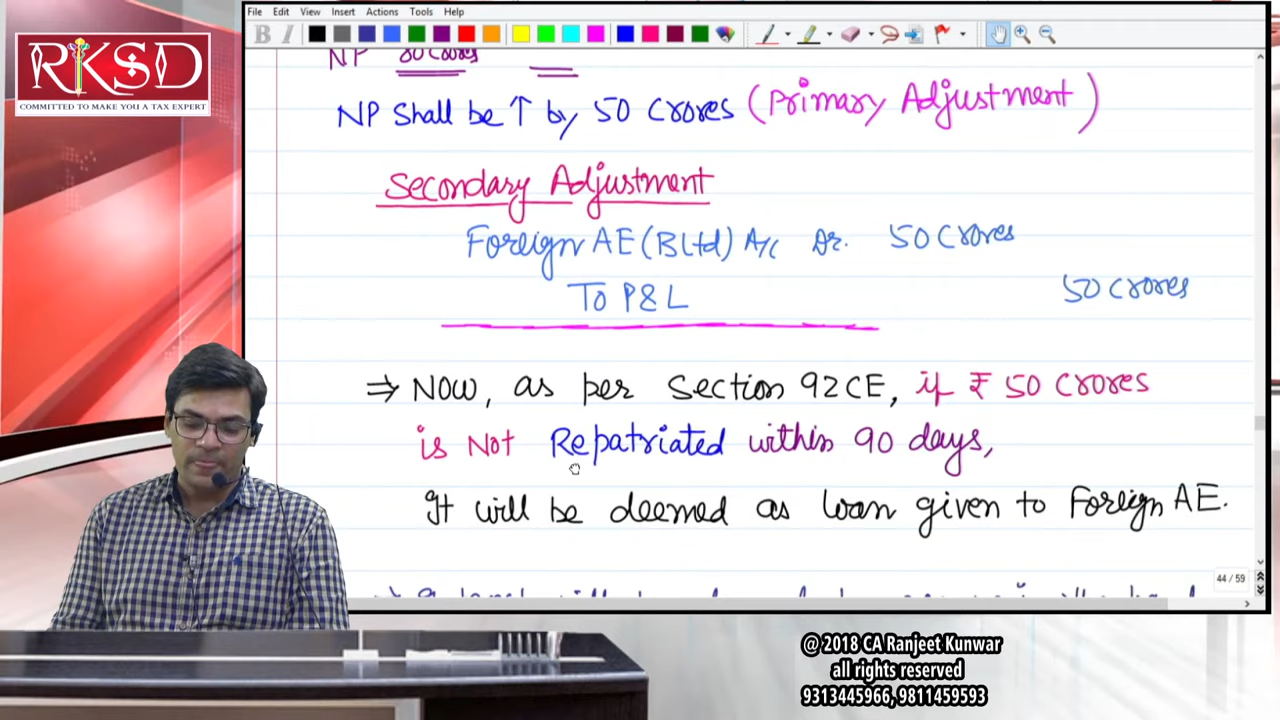 File Edit View Insert Actions Tools Help
B I
RKSD
COMMITTED TO MAKE YOU A TAX EXPERT
NP 80 Crores
NP Shall be ↑ by 50 Crores (Primary Adjustment)
Secondary Adjustment
Foreign AE (B Ltd) A/c Dr. 50 Crores
To P & L 50 Crores
⇒ Now, as per Section 92CE, if ₹ 50 Crores
is Not Repatriated within 90 days,
It will be deemed as loan given to Foreign AE.
44 / 59
@ 2018 CA Ranjeet Kunwar
all rights reserved
9313445966, 9811459593